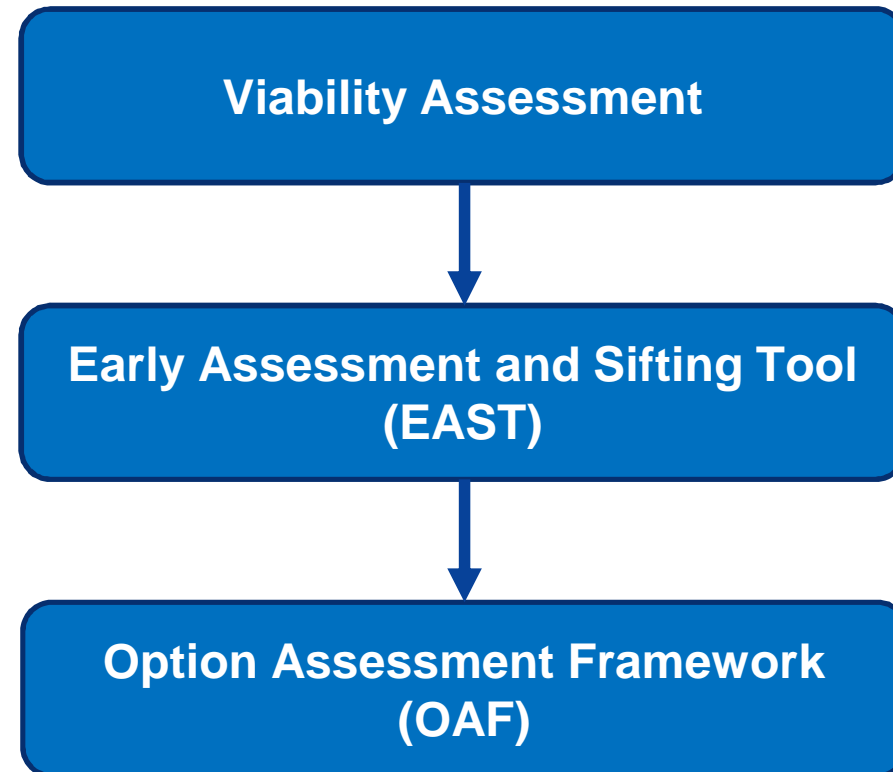 Viability Assessment
Early Assessment and Sifting Tool
(EAST)
Option Assessment Framework
(OAF)